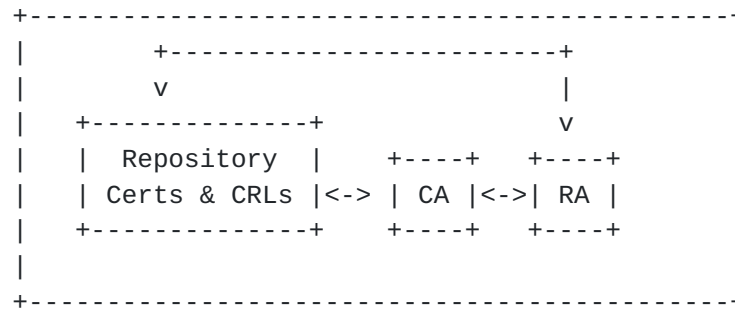 +---------------------------------------------
|       +----------------------+
|       v                      |
|   +--------------+             v
|   |  Repository  |    +----+   +----+
|   | Certs & CRLs |<-> | CA |<->| RA |
|   +--------------+    +----+   +----+
|
+---------------------------------------------